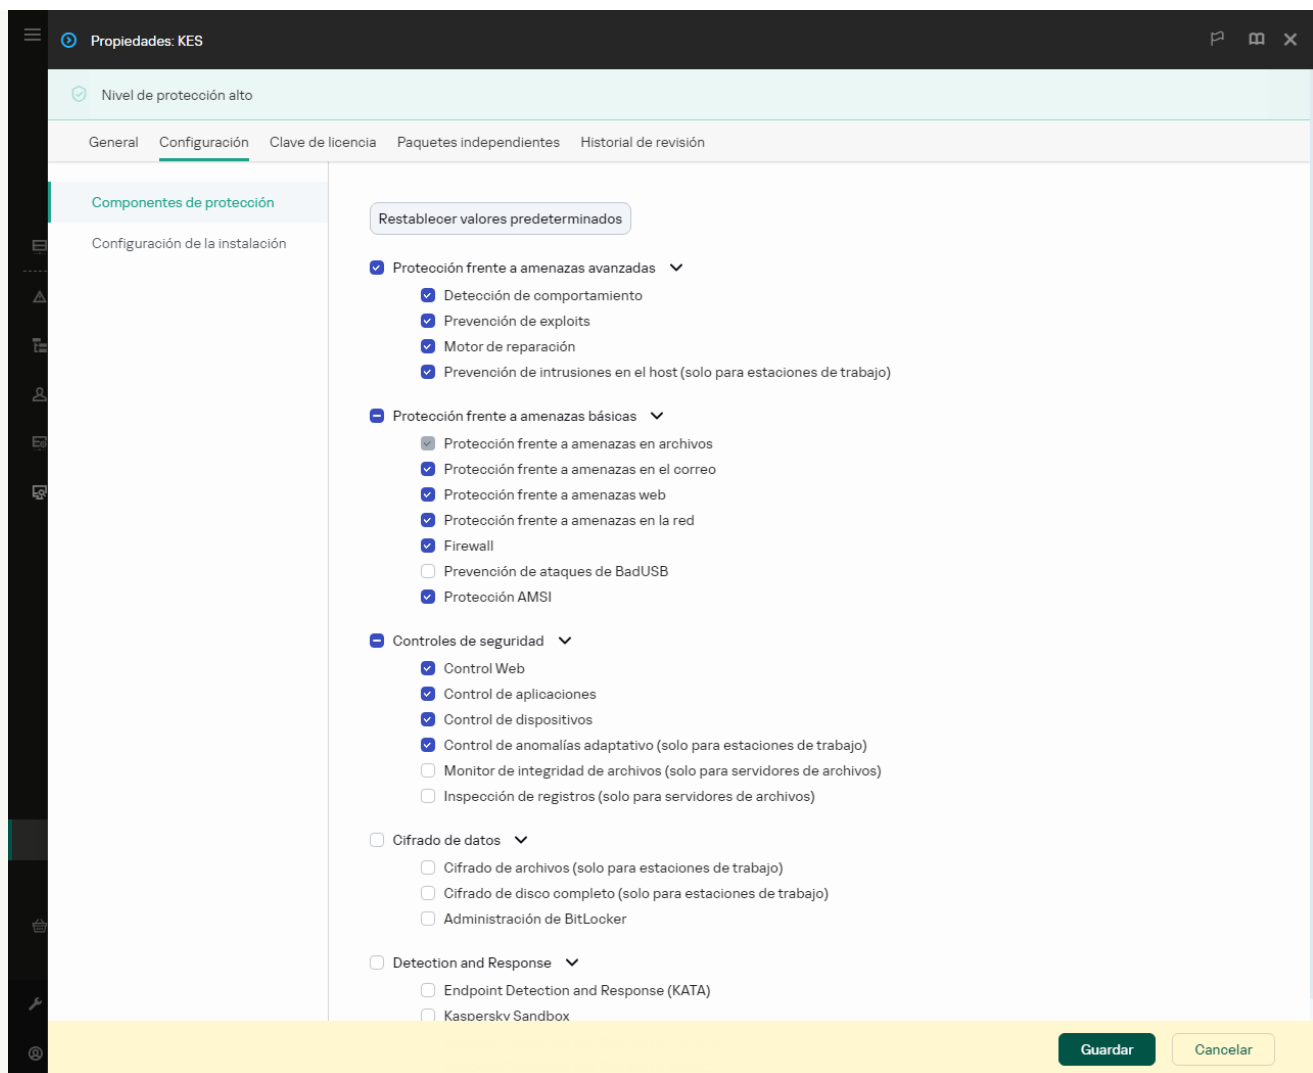 Propiedades: KES
Nivel de protección alto
General Configuración Clave de licencia Paquetes independientes Historial de revisión
Componentes de protección
Configuración de la instalación
Restablecer valores predeterminados
Protección frente a amenazas avanzadas
Detección de comportamiento
Prevención de exploits
Motor de reparación
Prevención de intrusiones en el host (solo para estaciones de trabajo)
Protección frente a amenazas básicas
Protección frente a amenazas en archivos
Protección frente a amenazas en el correo
Protección frente a amenazas web
Protección frente a amenazas en la red
Firewall
Prevención de ataques de BadUSB
Protección AMSI
Controles de seguridad
Control Web
Control de aplicaciones
Control de dispositivos
Control de anomalías adaptativo (solo para estaciones de trabajo)
Monitor de integridad de archivos (solo para servidores de archivos)
Inspección de registros (solo para servidores de archivos)
Cifrado de datos
Cifrado de archivos (solo para estaciones de trabajo)
Cifrado de disco completo (solo para estaciones de trabajo)
Administración de BitLocker
Detection and Response
Endpoint Detection and Response (KATA)
Kaspersky Sandbox
Guardar Cancelar